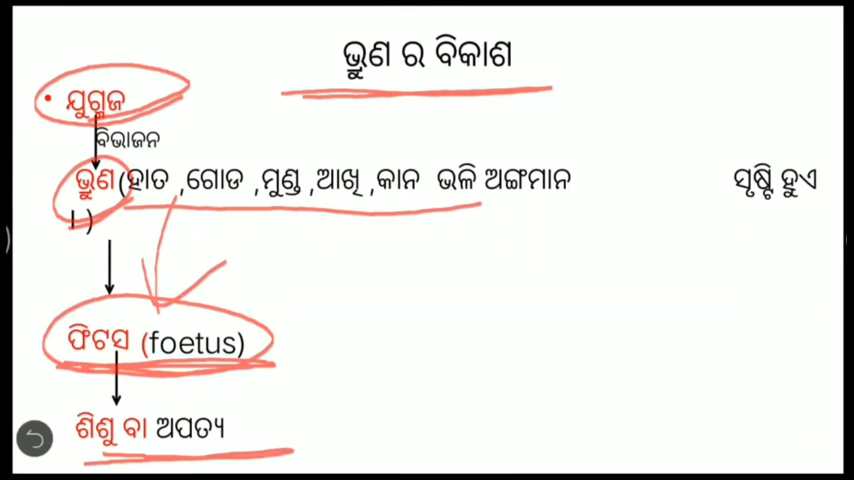 ଭ୍ରୁଣ ର ବିକାଶ
• ଯୁଗ୍ମଜ
ବିଭାଜନ
ଭ୍ରୁଣ (ହାତ ,ଗୋଡ ,ମୁଣ୍ଡ ,ଆଖି ,କାନ ଭଳି ଅଙ୍ଗମାନ ସୃଷ୍ଟି ହୁଏ
। )
ଫିଟସ (foetus)
ଶିଶୁ ବା ଅପତ୍ୟ